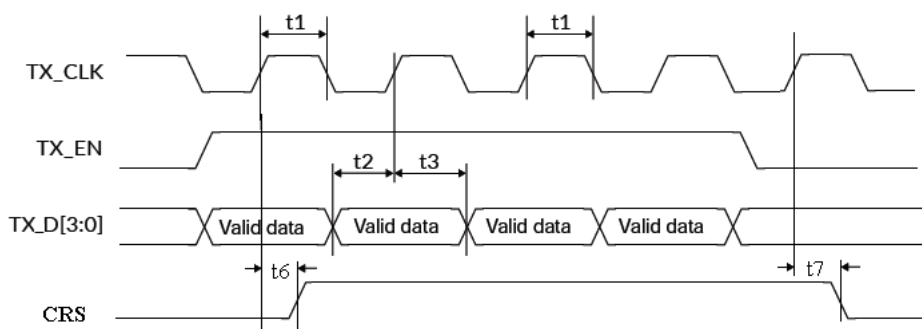 t1 t1
TX_CLK
TX_EN
t2 t3
TX_D[3:0] Valid data Valid data Valid data Valid data
t6 t7
CRS